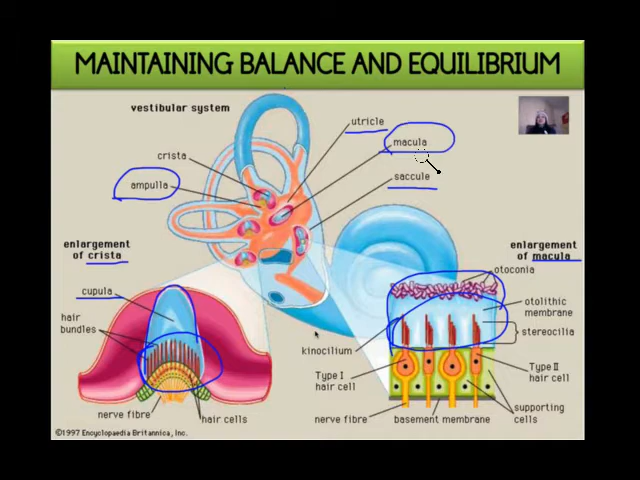 MAINTAINING BALANCE AND EQUILIBRIUM
vestibular system
utricle
macula
crista
saccule
ampulla
enlargement
of crista
enlargement
of macula
cupula
otoconia
otolithic
membrane
hair
bundles
stereocilia
kinocilium
Type I
hair cell
Type II
hair cell
nerve fibre
hair cells
nerve fibre
basement membrane
supporting
cells
©1997 Encyclopaedia Britannica, Inc.